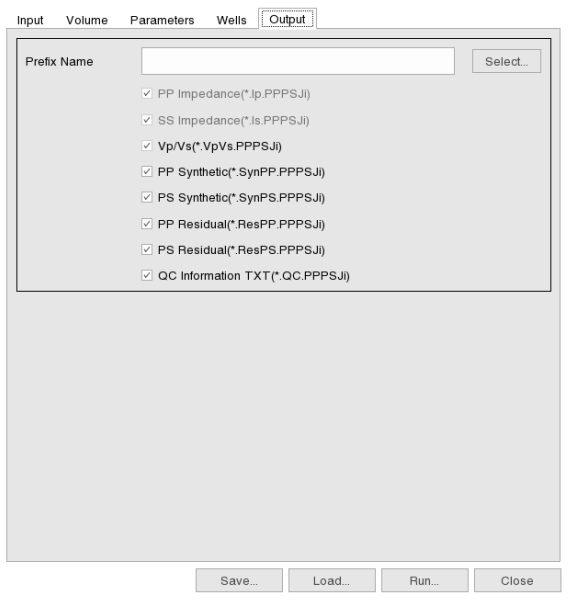 Input Volume Parameters Wells Output
Prefix Name Select...
PP Impedance(*.Ip.PPPSJi)
SS Impedance(*.Is.PPPSJi)
Vp/Vs(*.VpVs.PPPSJi)
PP Synthetic(*.SynPP.PPPSJi)
PS Synthetic(*.SynPS.PPPSJi)
PP Residual(*.ResPP.PPPSJi)
PS Residual(*.ResPS.PPPSJi)
QC Information TXT(*.QC.PPPSJi)
Save... Load... Run... Close